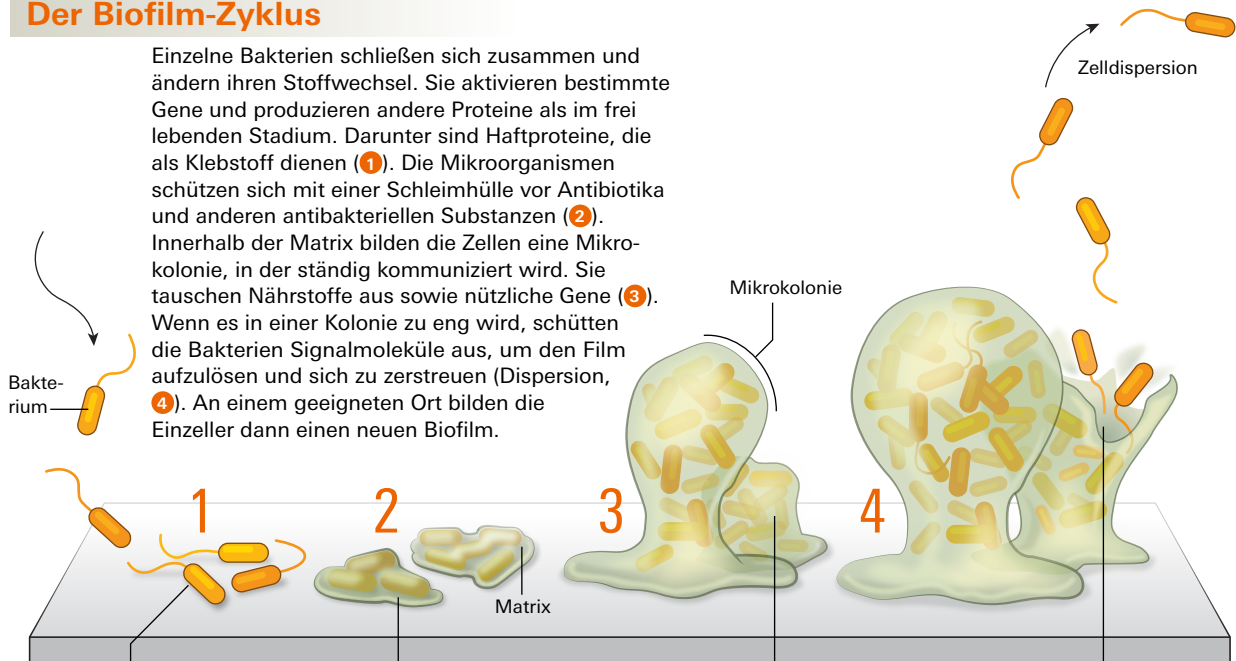 Der Biofilm-Zyklus
Einzelne Bakterien schließen sich zusammen und
ändern ihren Stoffwechsel. Sie aktivieren bestimmte
Gene und produzieren andere Proteine als im frei
lebenden Stadium. Darunter sind Haftproteine, die
als Klebstoff dienen (1). Die Mikroorganismen
schützen sich mit einer Schleimhülle vor Antibiotika
und anderen antibakteriellen Substanzen (2).
Innerhalb der Matrix bilden die Zellen eine Mikro-
kolonie, in der ständig kommuniziert wird. Sie
tauschen Nährstoffe aus sowie nützliche Gene (3).
Wenn es in einer Kolonie zu eng wird, schütten
die Bakterien Signalmoleküle aus, um den Film
aufzulösen und sich zu zerstreuen (Dispersion,
4). An einem geeigneten Ort bilden die
Einzeller dann einen neuen Biofilm.
Zelldispersion
Mikrokolonie
Bakte-
rium
1
2
3
4
Matrix